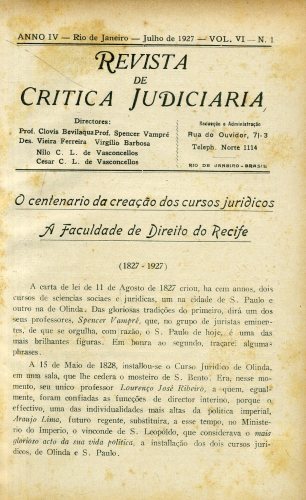 ANNO IV — Rio de Janeiro — Julho de 1927 — VOL. VI — N. 1
REVISTA
DE
CRITICA JUDICIARIA
Directores:
Prof. Clovis Bevilaqua Prof. Spencer Vampré
Des. Vieira Ferreira Virgilio Barbosa
Nilo C. L. de Vasconcellos
Cesar C. L. de Vasconcellos
Redacção e Administração
Rua do Ouvidor, 71-3
Teleph. Norte 1114
RIO DE JANEIRO - BRASIL
O centenario da creação dos cursos juridicos
A Faculdade de Direito do Recife
(1827 - 1927)
A carta de lei de 11 de Agosto de 1827 criou, ha cem annos, dois
cursos de sciencias sociaes e juridicas, um na cidade de S. Paulo e
outro na de Olinda. Das gloriosas tradições do primeiro, dirá um dos
seus professores, Spencer Vampré, que, no grupo de juristas eminen-
tes, de que se orgulha, com razão, o S. Paulo de hoje, é uma das
mais brilhantes figuras. Em honra ao segundo, traçarei algumas
phrases.
A 15 de Maio de 1828, installou-se o Curso Juridico de Olinda,
em uma sala, que lhe cedera o mosteiro de S. Bento. Era, nesse mo-
mento, seu unico professor Lourenço José Ribeiro, a quem, egual-
mente, foram confiadas as funcções de director interino, porque o
effectivo, uma das individualidades mais altas da politica imperial,
Araujo Lima, futuro regente, substituira, a esse tempo, no Ministe-
rio do Imperio, o visconde de S. Leopoldo, que considerava o mais
glorioso acto da sua vida politica, a installação dos dois cursos juri-
dicos, de Olinda e S. Paulo.